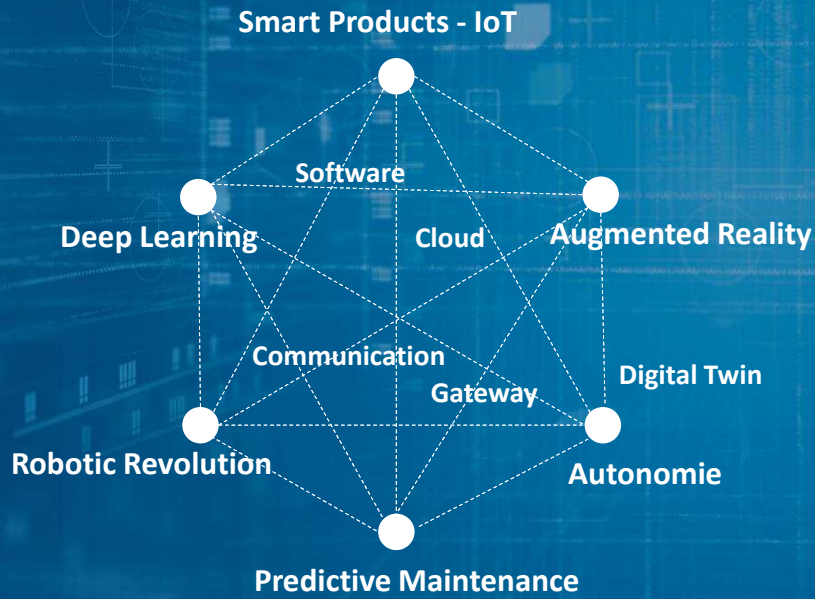 Smart Products - IoT
Software
Deep Learning
Cloud
Augmented Reality
Communication
Gateway
Digital Twin
Robotic Revolution
Autonomie
Predictive Maintenance